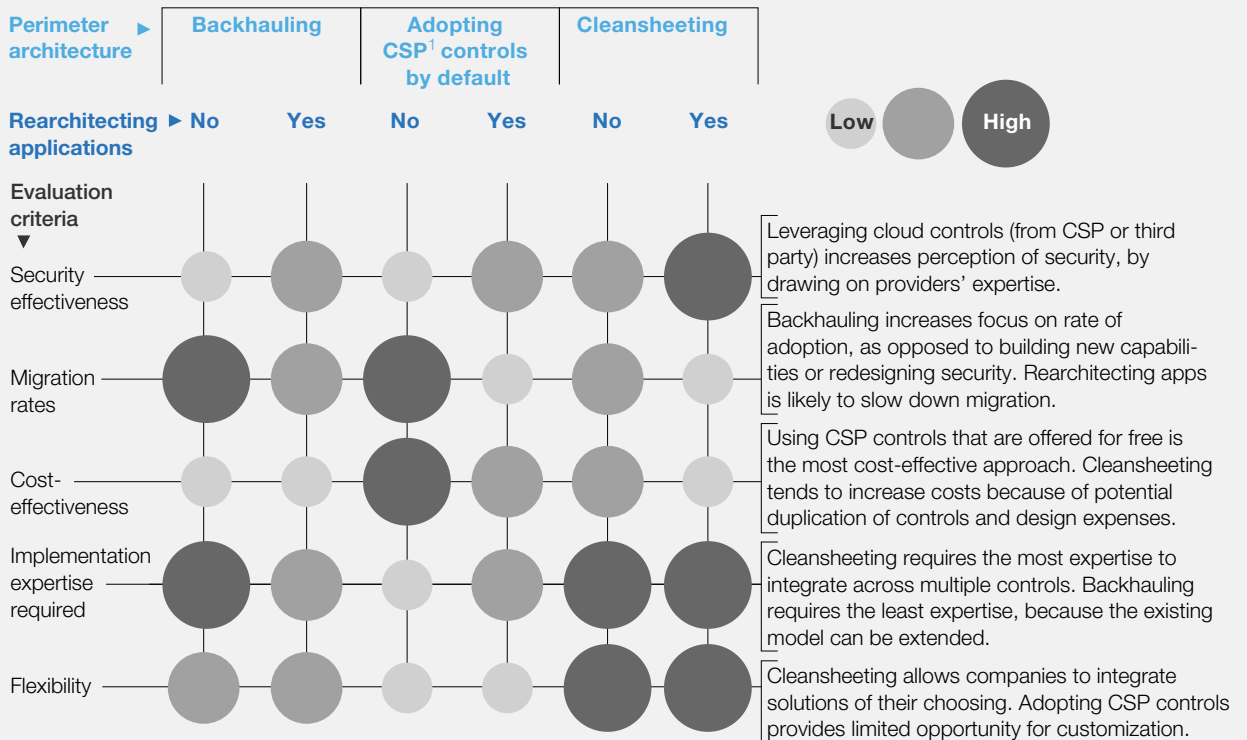 Perimeter ►
architecture
Backhauling
Adopting
CSP¹ controls
by default
Cleansheeting
Rearchitecting ►
applications
No
Yes
No
Yes
No
Yes
Low
High
Evaluation
criteria
▼
Security
effectiveness
Leveraging cloud controls (from CSP or third
party) increases perception of security, by
drawing on providers’ expertise.
Migration
rates
Backhauling increases focus on rate of
adoption, as opposed to building new capabili-
ties or redesigning security. Rearchitecting apps
is likely to slow down migration.
Cost-
effectiveness
Using CSP controls that are offered for free is
the most cost-effective approach. Cleansheeting
tends to increase costs because of potential
duplication of controls and design expenses.
Implementation
expertise
required
Cleansheeting requires the most expertise to
integrate across multiple controls. Backhauling
requires the least expertise, because the existing
model can be extended.
Flexibility
Cleansheeting allows companies to integrate
solutions of their choosing. Adopting CSP controls
provides limited opportunity for customization.